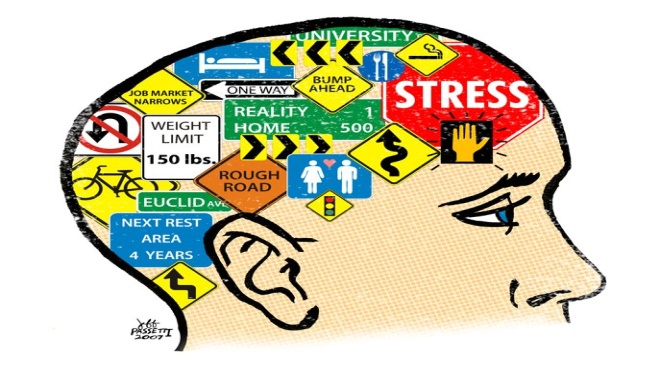 UNIVERSITY
JOB MARKET
NARROWS
ONE WAY
BUMP
AHEAD
STRESS
REALITY 1
HOME 500
WEIGHT
LIMIT
150 lbs.
ROUGH
ROAD
EUCLID AVE
NEXT REST
AREA
4 YEARS
PASSETTI
2007